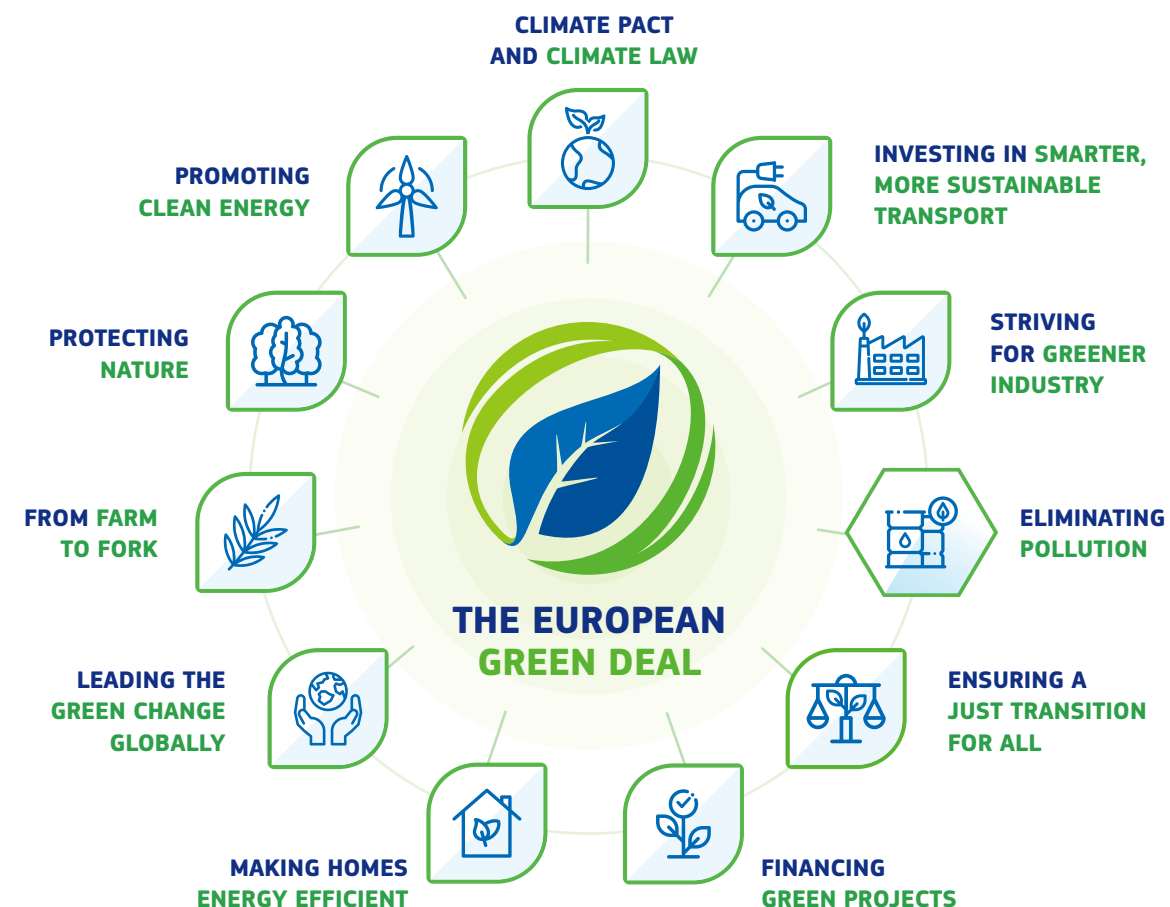 CLIMATE PACT
AND CLIMATE LAW
INVESTING IN SMARTER,
MORE SUSTAINABLE
TRANSPORT
STRIVING
FOR GREENER
INDUSTRY
ELIMINATING
POLLUTION
ENSURING A
JUST TRANSITION
FOR ALL
FINANCING
GREEN PROJECTS
MAKING HOMES
ENERGY EFFICIENT
LEADING THE
GREEN CHANGE
GLOBALLY
FROM FARM
TO FORK
PROTECTING
NATURE
PROMOTING
CLEAN ENERGY
THE EUROPEAN
GREEN DEAL